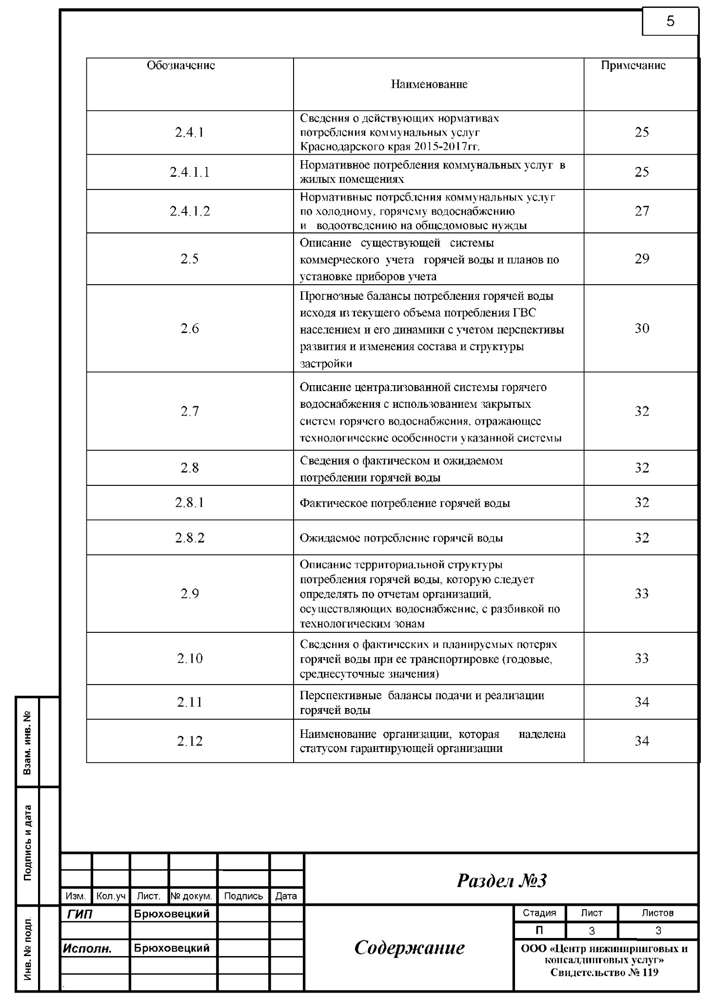 5
Обозначение
Наименование
Примечание
2.4.1
Сведения о действующих нормативах
потребления коммунальных услуг
Краснодарского края 2015-2017гг.
25
2.4.1.1
Нормативное потребления коммунальных услуг в
жилых помещениях
25
2.4.1.2
Нормативные потребления коммунальных услуг
по холодному, горячему водоснабжению
и водоотведению на общедомовые нужды
27
2.5
Описание существующей системы
коммерческого учета горячей воды и планов по
установке приборов учета
29
2.6
Прогнозные балансы потребления горячей воды
исходя из текущего объема потребления ГВС
населением и его динамики с учетом перспективы
развития и изменения состава и структуры
застройки
30
2.7
Описание централизованной системы горячего
водоснабжения с использованием закрытых
систем горячего водоснабжения, отражающее
технологические особенности указанной системы
32
2.8
Сведения о фактическом и ожидаемом
потреблении горячей воды
32
2.8.1
Фактическое потребление горячей воды
32
2.8.2
Ожидаемое потребление горячей воды
32
2.9
Описание территориальной структуры
потребления горячей воды, которую следует
определять по отчетам организаций,
осуществляющих водоснабжение, с разбивкой по
технологическим зонам
33
2.10
Сведения о фактических и планируемых потерях
горячей воды при ее транспортировке (годовые,
среднесуточные значения)
33
2.11
Перспективные балансы подачи и реализации
горячей воды
34
2.12
Наименование организации, которая наделена
статусом гарантирующей организации
34
Взам. инв. №
Подпись и дата
Инв. № подл.
Изм. Кол.уч Лист. № докум. Подпись Дата
Раздел №3
ГИП Брюховецкий
Исполн. Брюховецкий
Содержание
Стадия Лист Листов
П 3 3
ООО «Центр инжиниринговых и
консалдинговых услуг»
Свидетельство № 119